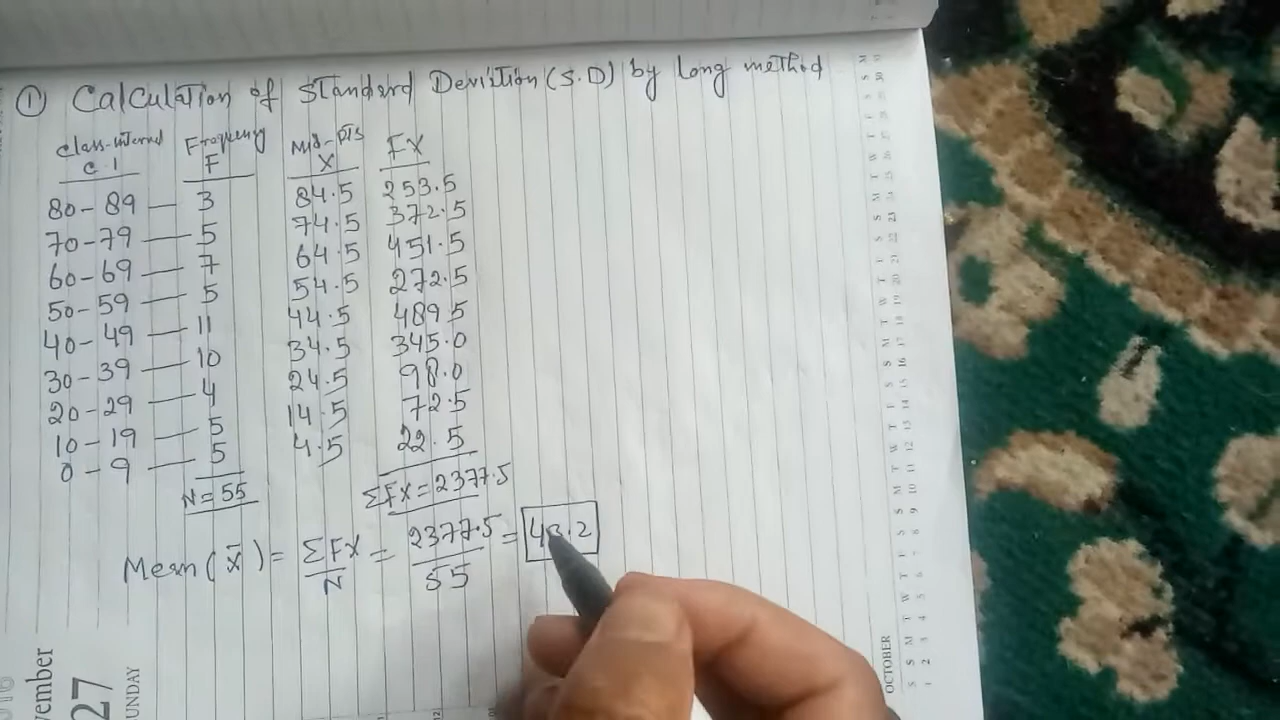 ① Calculation of Standard Deviation (S.D) by Long method
Class-interval Frequency Mid-Pts FX
C.I F X
80-89 — 3 84.5 253.5
70-79 — 5 74.5 372.5
60-69 — 7 64.5 451.5
50-59 — 5 54.5 272.5
40-49 — 11 44.5 489.5
30-39 — 10 34.5 345.0
20-29 — 4 24.5 98.0
10-19 — 5 14.5 72.5
0-9 — 5 4.5 22.5
N=55 ΣFX=2377.5
Mean (x̄) = ΣFX/N = 2377.5/55 = 43.2
vember
27
UNDAY
OCTOBER